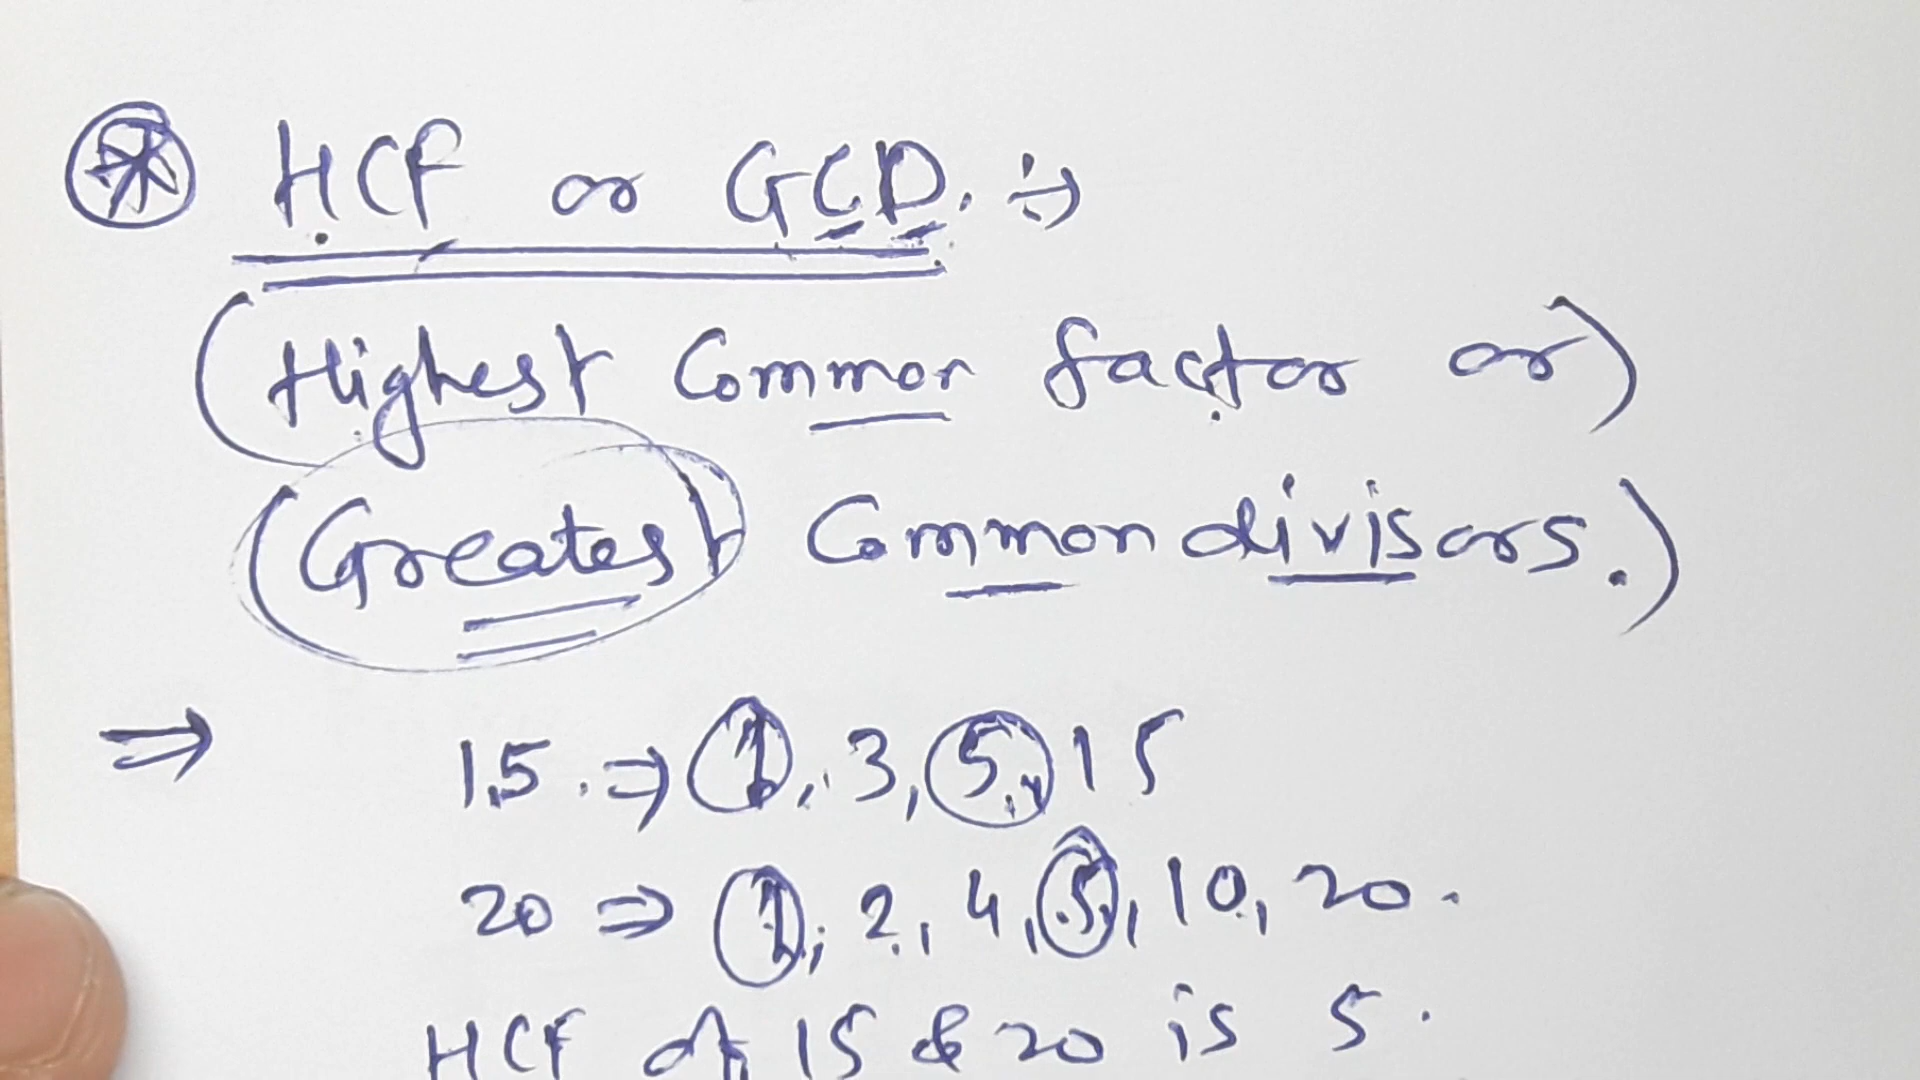 HCF or GCD. :→
(Highest Common factor or)
(Greatest Common divisors.)
⇒ 15. ⇒ 1, 3, 5, 15
20 ⇒ 1, 2, 4, 5, 10, 20.
HCF of 15 & 20 is 5.